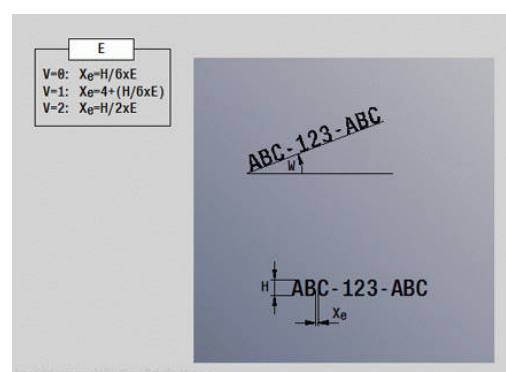 E
V=0: Xe=H/6xE
V=1: Xe=4+(H/6xE)
V=2: Xe=H/2xE
ABC-123-ABC
W
H
ABC-123-ABC
Xe